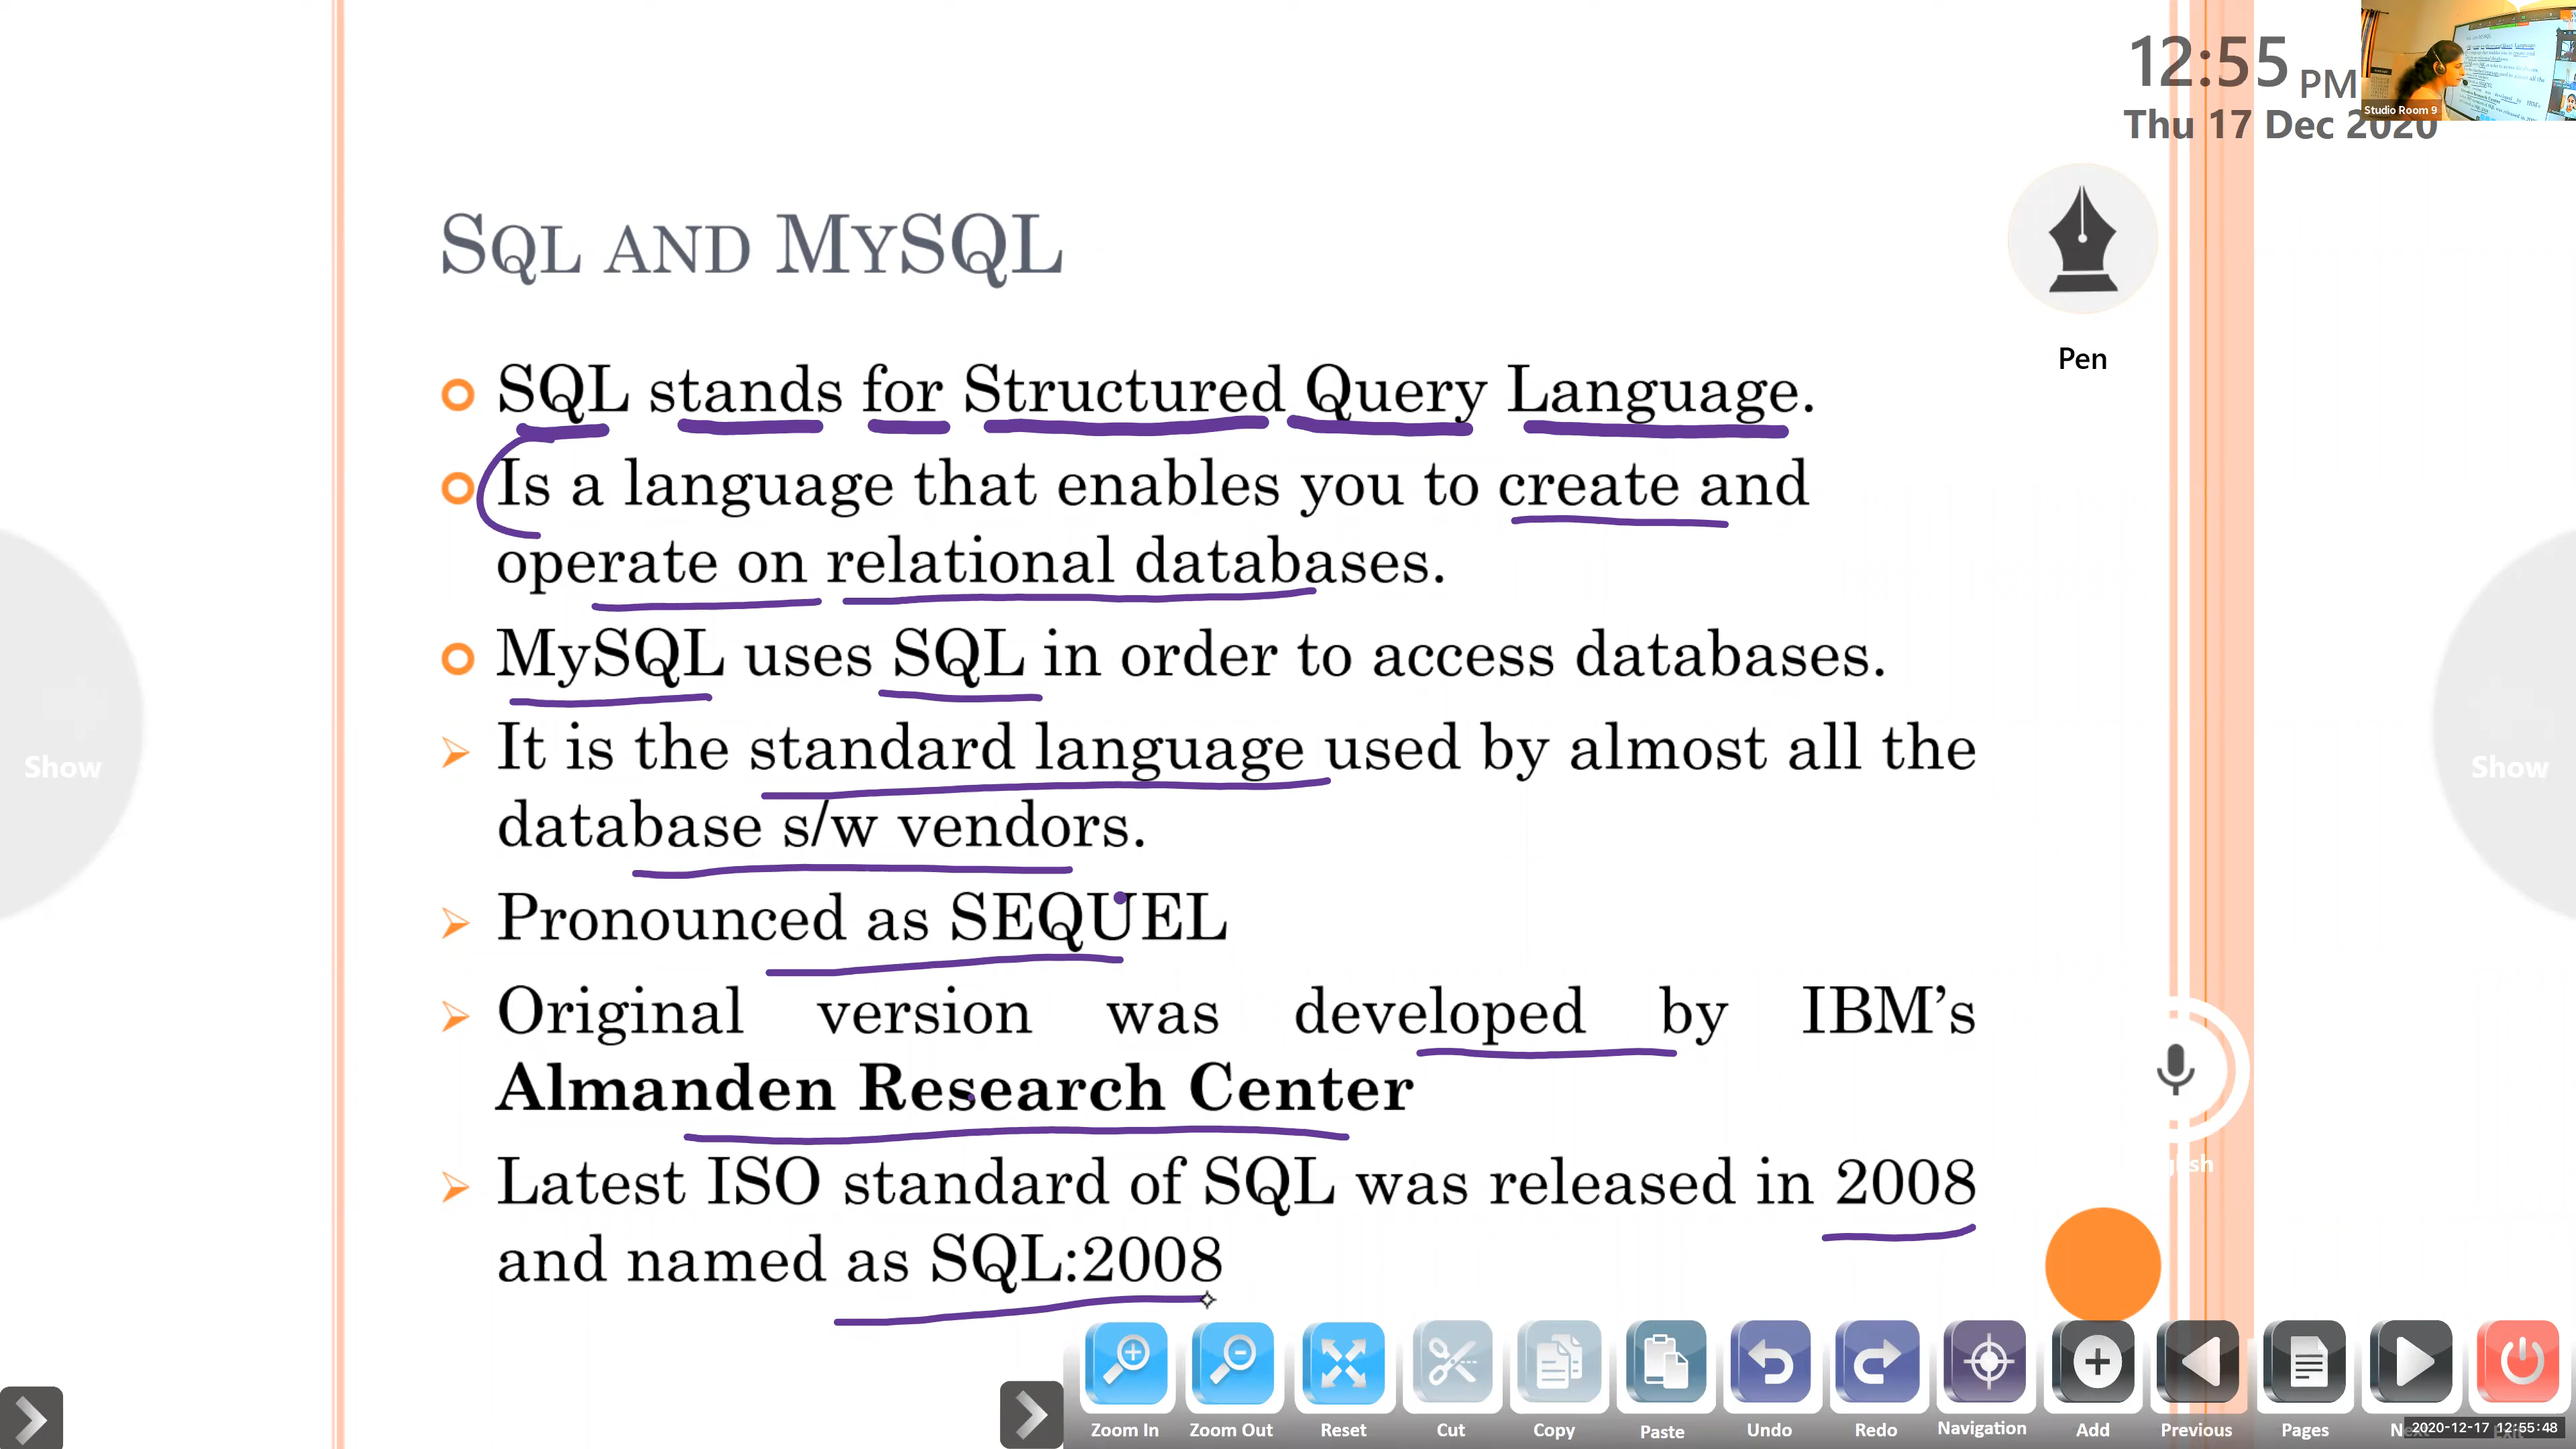 12:55 PM
Thu 17 Dec 2020
Studio Room 9
SQL AND MYSQL
Pen
SQL stands for Structured Query Language.
Is a language that enables you to create and
operate on relational databases.
MySQL uses SQL in order to access databases.
It is the standard language used by almost all the
database s/w vendors.
Show
Show
Pronounced as SEQUEL
Original version was developed by IBM's
Almanden Research Center
Latest ISO standard of SQL was released in 2008
and named as SQL:2008
Zoom In Zoom Out Reset Cut Copy Paste Undo Redo Navigation Add Previous Pages
2020-12-17 12:55:48